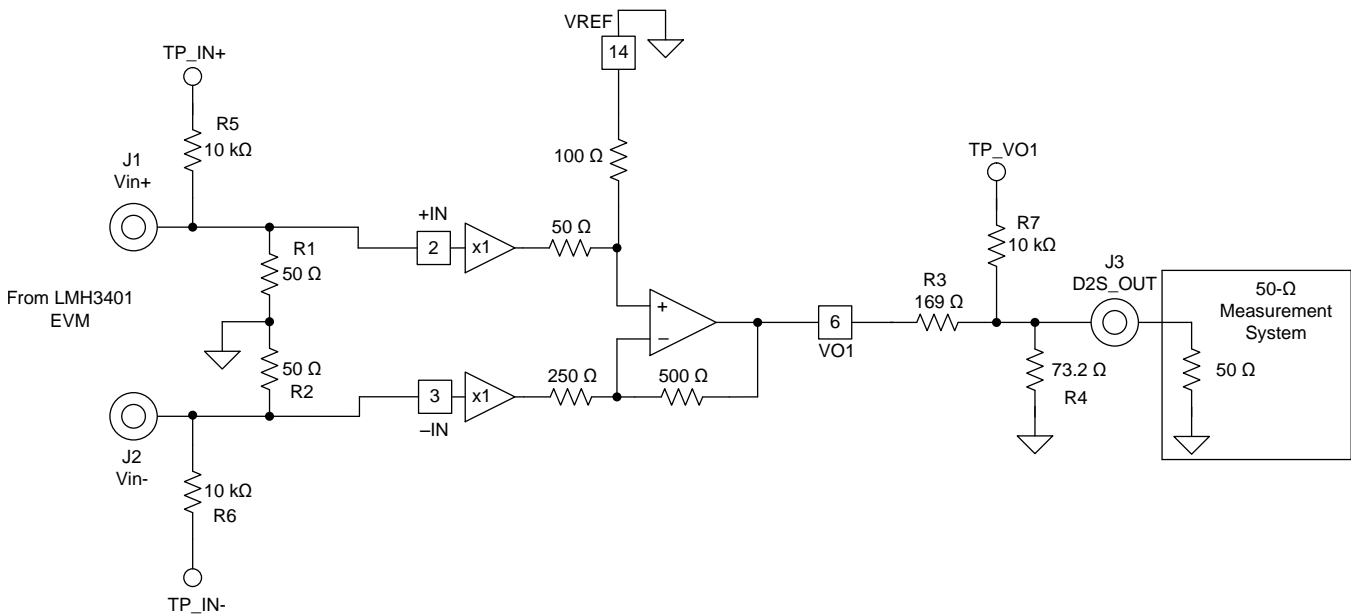 VREF
14
TP_IN+
R5
10 kΩ
100 Ω
TP_VO1
J1
Vin+
R7
10 kΩ
+IN
2
x1
50 Ω
R1
50 Ω
J3
D2S_OUT
R3
169 Ω
50-Ω
Measurement
System
From LMH3401
EVM
+
–
6
VO1
50 Ω
R2
73.2 Ω
R4
50 Ω
3
–IN
x1
250 Ω
500 Ω
J2
Vin-
10 kΩ
R6
TP_IN-